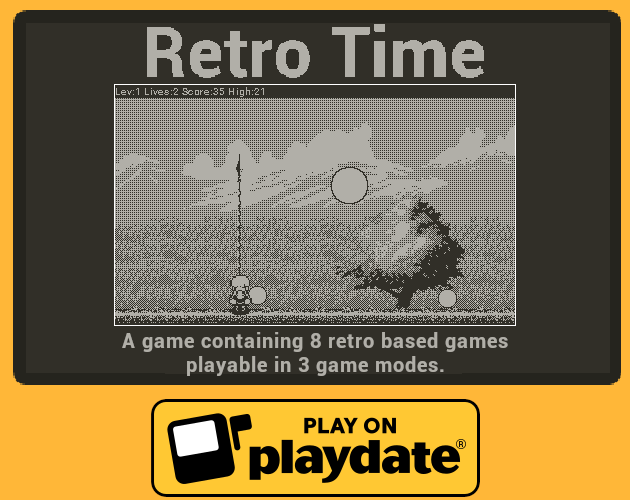 Retro Time
Lev:1 Lives:2 Score:35 High:21
A game containing 8 retro based games
playable in 3 game modes.
PLAY ON
playdate®